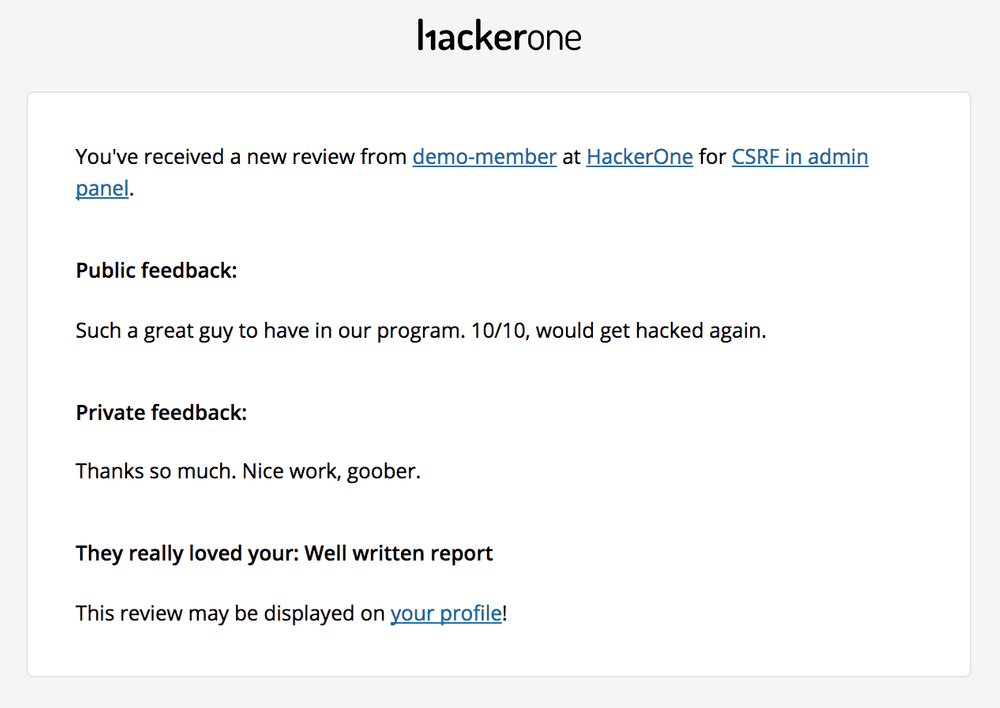 hackerone
You've received a new review from demo-member at HackerOne for CSRF in admin
panel.
Public feedback:
Such a great guy to have in our program. 10/10, would get hacked again.
Private feedback:
Thanks so much. Nice work, goober.
They really loved your: Well written report
This review may be displayed on your profile!